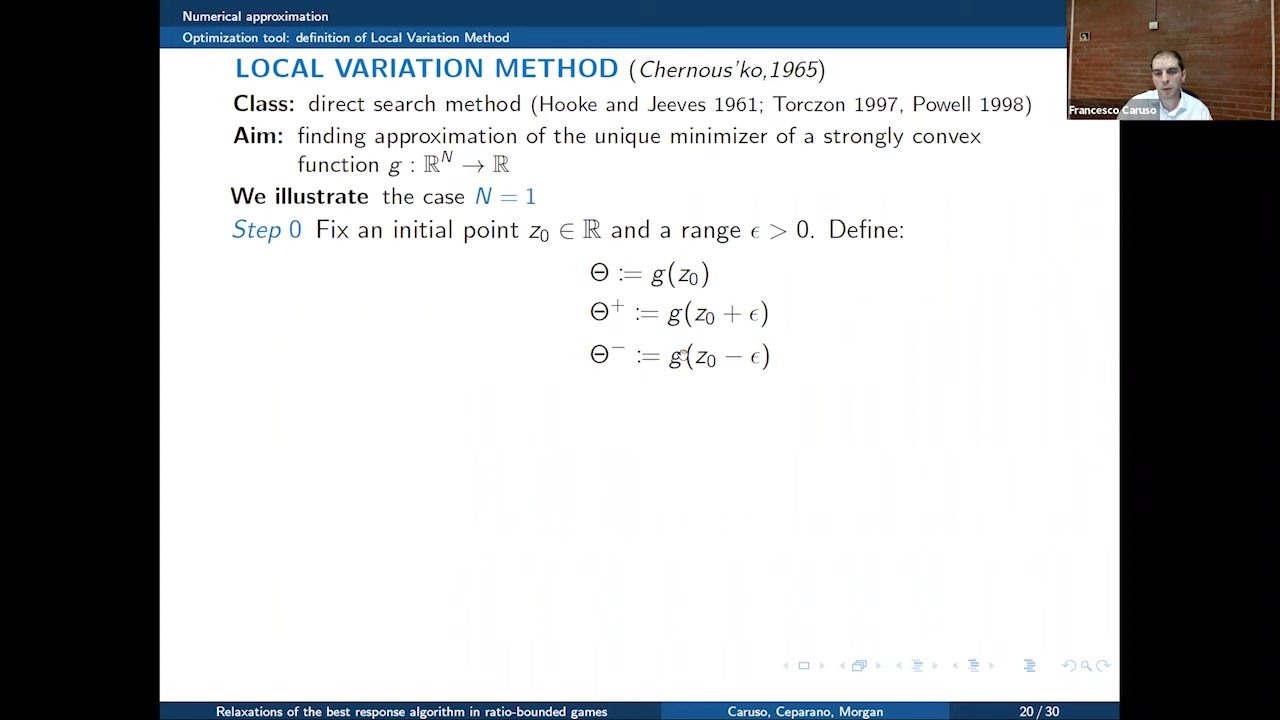 Numerical approximation
Optimization tool: definition of Local Variation Method
LOCAL VARIATION METHOD (Chernous'ko,1965)
Class: direct search method (Hooke and Jeeves 1961; Torczon 1997, Powell 1998)
Aim: finding approximation of the unique minimizer of a strongly convex
function g : ℝᴺ → ℝ
We illustrate the case N = 1
Step 0 Fix an initial point z₀ ∈ ℝ and a range ϵ > 0. Define:
Θ := g(z₀)
Θ⁺ := g(z₀ + ϵ)
Θ⁻ := g(z₀ − ϵ)
Francesco Caruso
Relaxations of the best response algorithm in ratio-bounded games
Caruso, Ceparano, Morgan
20 / 30